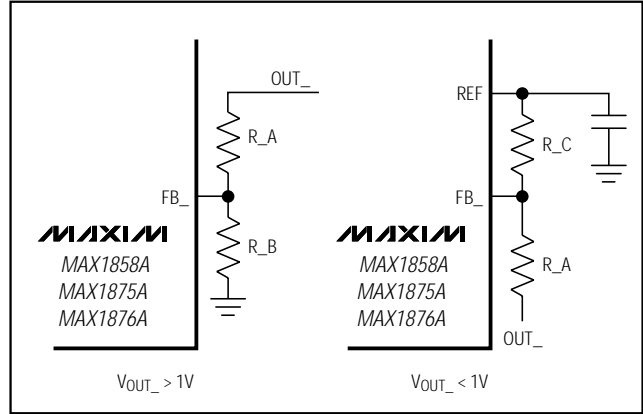 OUT_
R_A
FB_
R_B
MAXIM
MAX1858A
MAX1875A
MAX1876A
VOUT_ > 1V
REF
R_C
FB_
R_A
MAXIM
MAX1858A
MAX1875A
MAX1876A
OUT_
VOUT_ < 1V